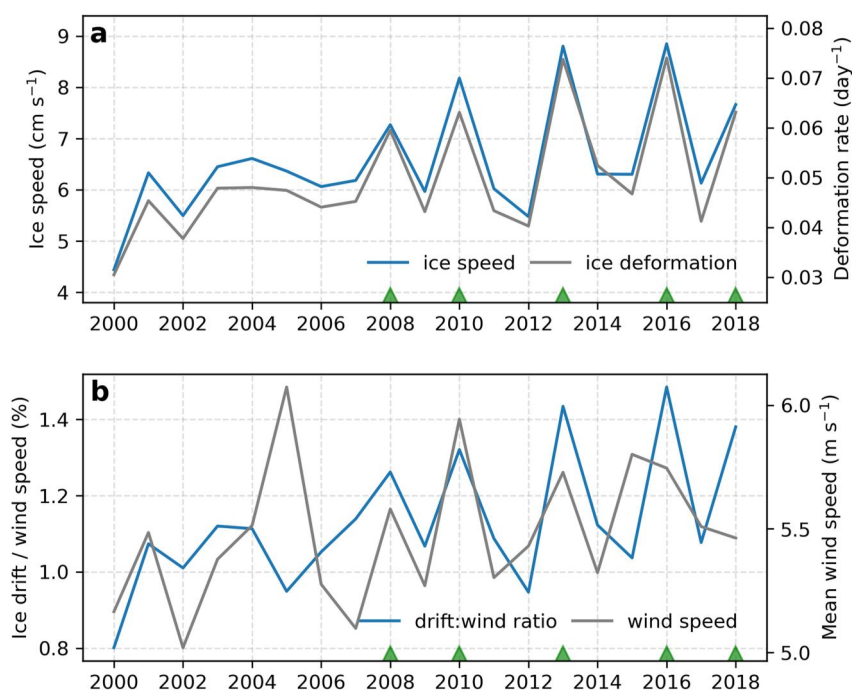 a
Ice speed (cm s⁻¹)
9
8
7
6
5
4
Deformation rate (day⁻¹)
0.08
0.07
0.06
0.05
0.04
0.03
ice speed
ice deformation
2000 2002 2004 2006 2008 2010 2012 2014 2016 2018
b
Ice drift / wind speed (%)
1.4
1.2
1.0
0.8
Mean wind speed (m s⁻¹)
6.0
5.5
5.0
drift:wind ratio
wind speed
2000 2002 2004 2006 2008 2010 2012 2014 2016 2018